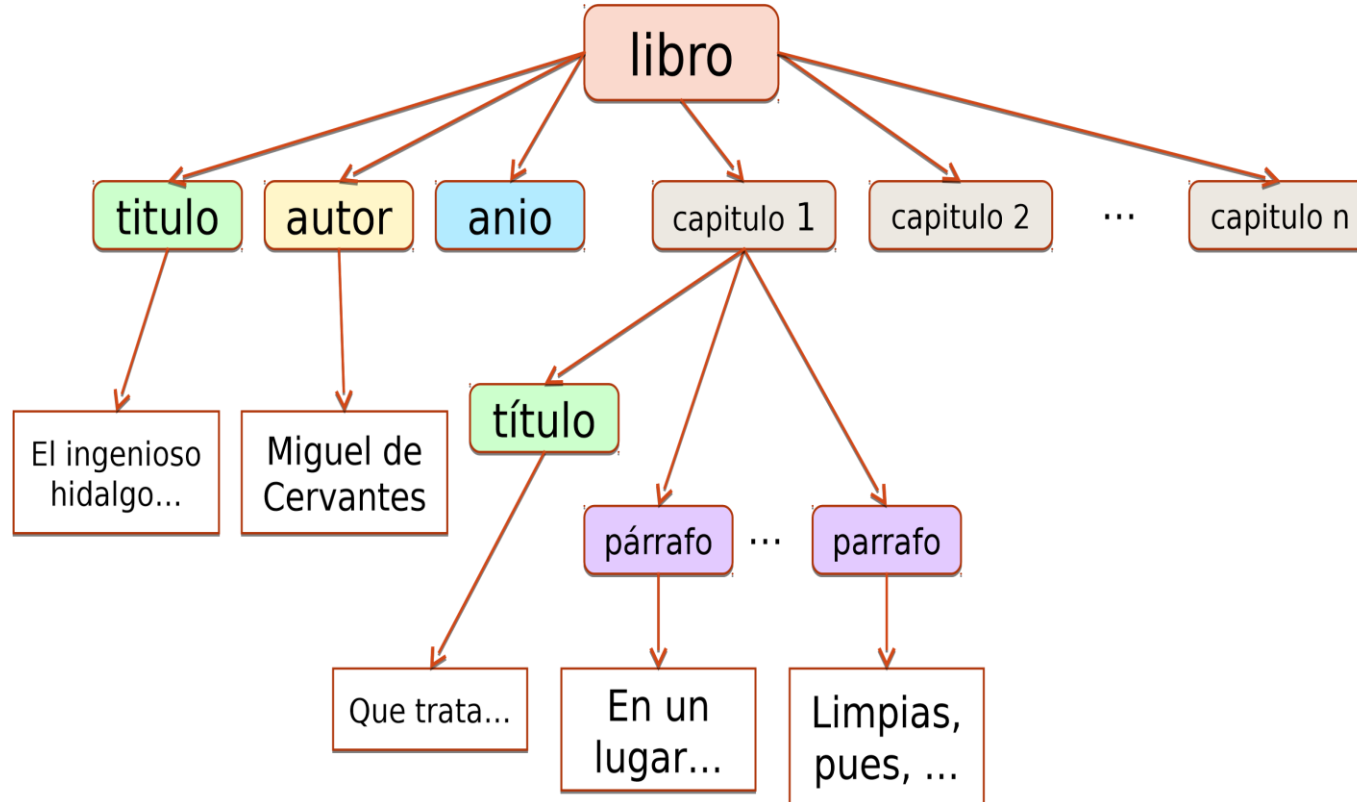 libro
titulo
autor
anio
capitulo 1
capitulo 2
...
capitulo n
El ingenioso
hidalgo...
Miguel de
Cervantes
título
párrafo
...
parrafo
Que trata...
En un
lugar...
Limpias,
pues, ...